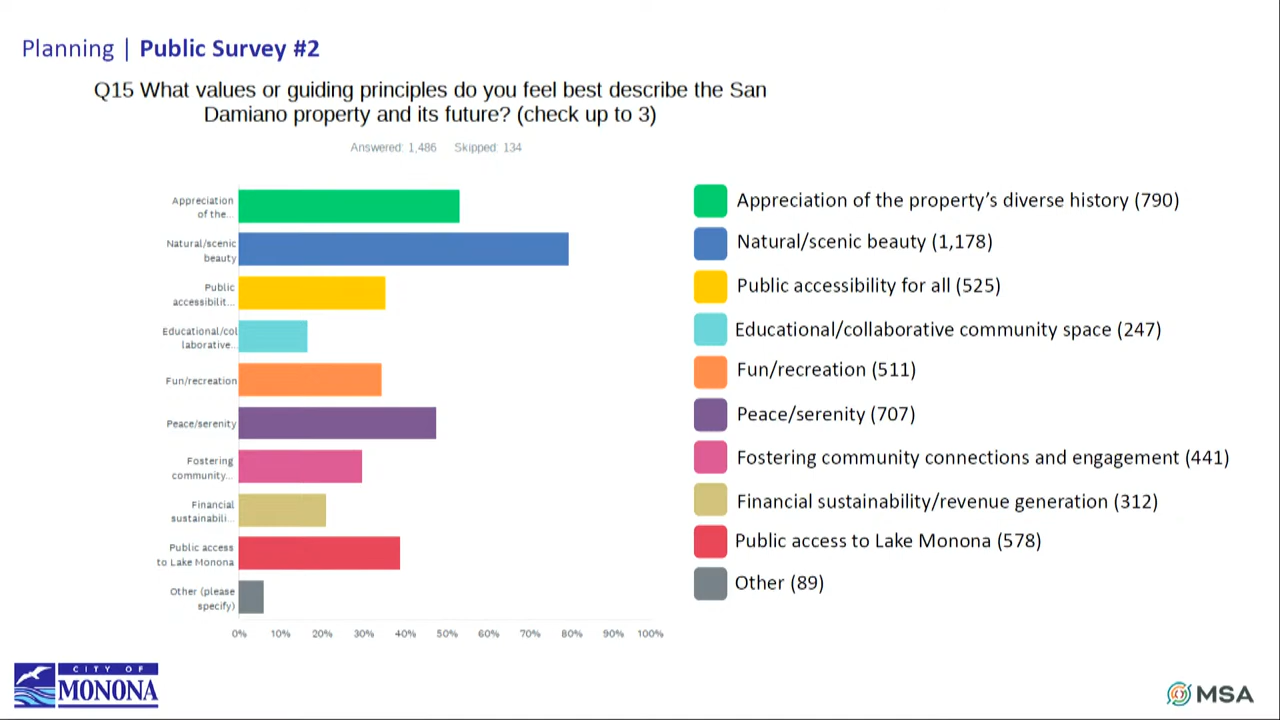 Planning | Public Survey #2
Q15 What values or guiding principles do you feel best describe the San
Damiano property and its future? (check up to 3)
Answered: 1,486 Skipped: 134
Appreciation
of the...
Natural/scenic
beauty
Public
accessibilit...
Educational/col
laborative...
Fun/recreation
Peace/serenity
Fostering
community...
Financial
sustainabili...
Public access
to Lake Monona
Other (please
specify)
0% 10% 20% 30% 40% 50% 60% 70% 80% 90% 100%
Appreciation of the property’s diverse history (790)
Natural/scenic beauty (1,178)
Public accessibility for all (525)
Educational/collaborative community space (247)
Fun/recreation (511)
Peace/serenity (707)
Fostering community connections and engagement (441)
Financial sustainability/revenue generation (312)
Public access to Lake Monona (578)
Other (89)
CITY OF
MONONA
MSA